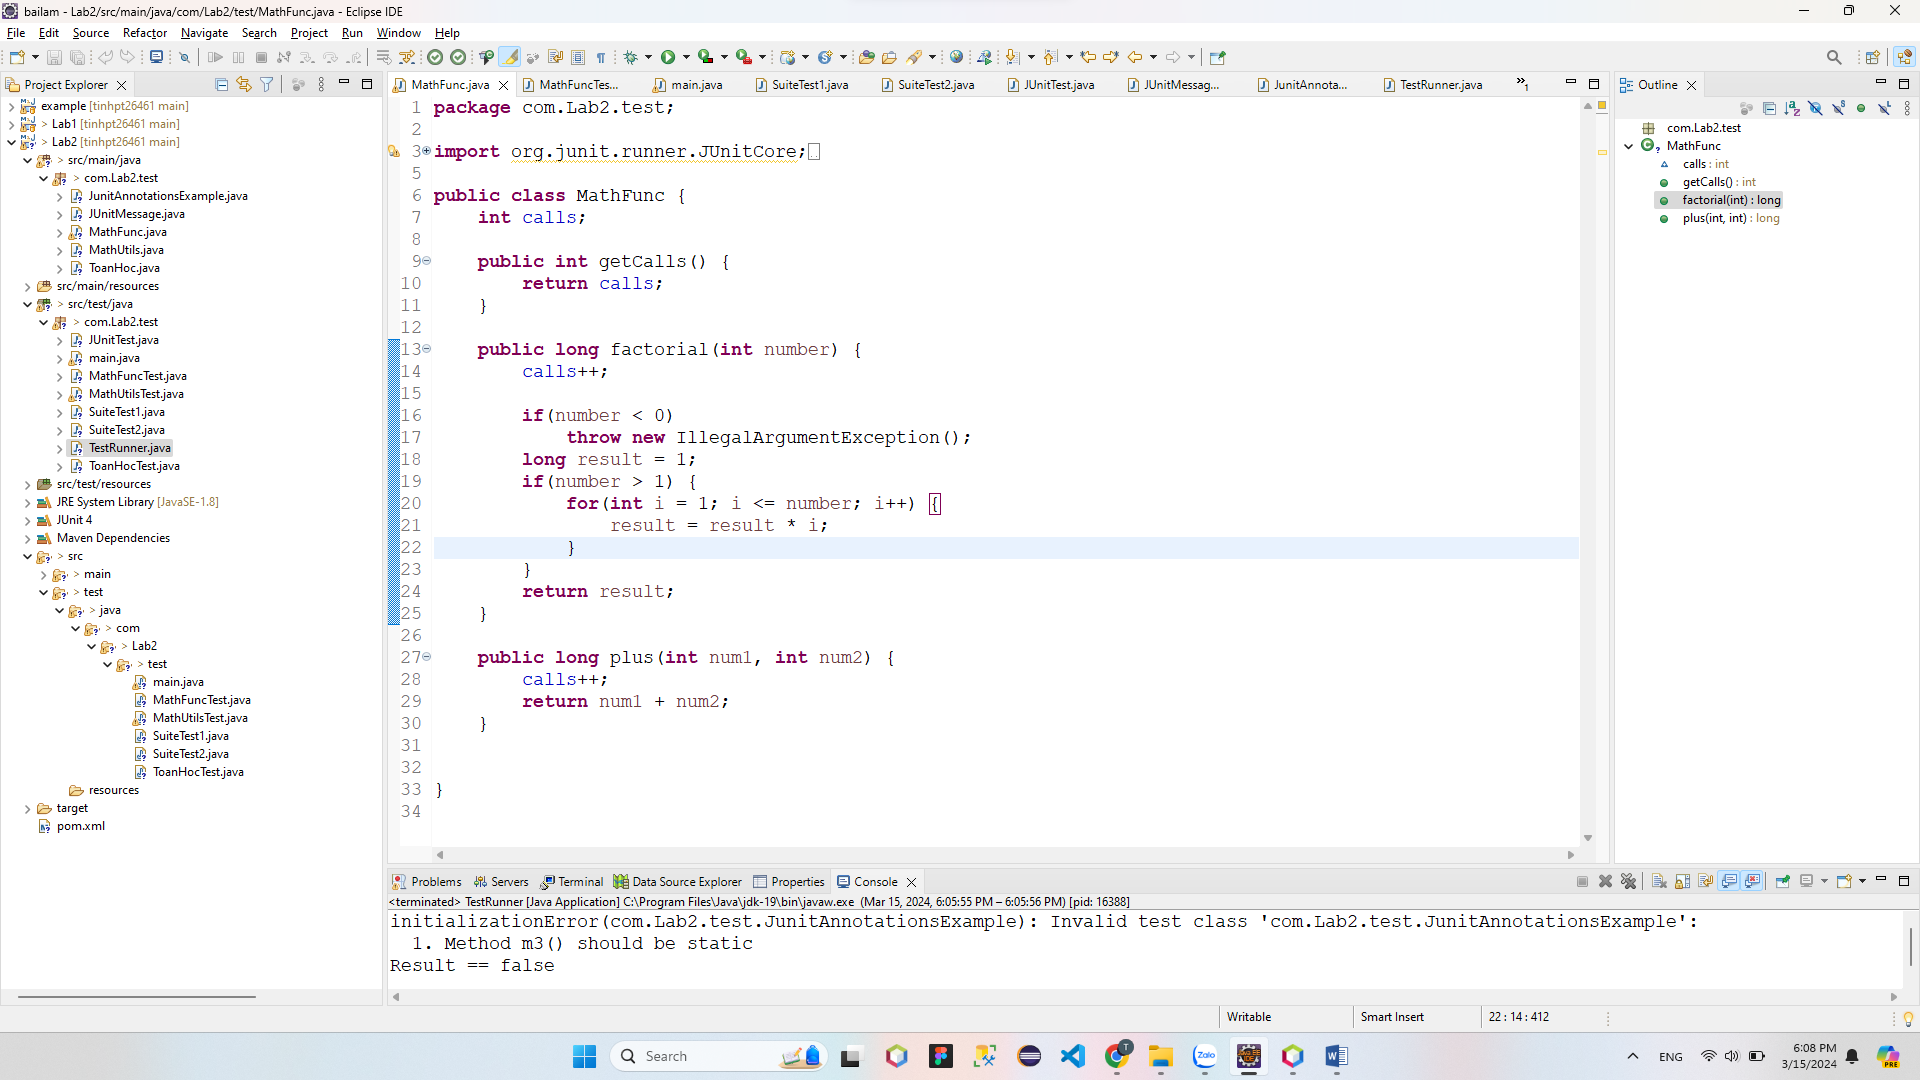 bailam - Lab2/src/main/java/com/Lab2/test/MathFunc.java - Eclipse IDE
File Edit Source Refactor Navigate Search Project Run Window Help
Project Explorer
example [tinhpt26461 main]
> Lab1 [tinhpt26461 main]
> Lab2 [tinhpt26461 main]
> src/main/java
> com.Lab2.test
JunitAnnotationsExample.java
JUnitMessage.java
MathFunc.java
MathUtils.java
ToanHoc.java
src/main/resources
> src/test/java
> com.Lab2.test
JUnitTest.java
main.java
MathFuncTest.java
MathUtilsTest.java
SuiteTest1.java
SuiteTest2.java
TestRunner.java
ToanHocTest.java
src/test/resources
JRE System Library [JavaSE-1.8]
JUnit 4
Maven Dependencies
> src
> main
> test
> java
> com
> Lab2
> test
main.java
MathFuncTest.java
MathUtilsTest.java
SuiteTest1.java
SuiteTest2.java
ToanHocTest.java
resources
target
pom.xml
MathFunc.java MathFuncTes... main.java SuiteTest1.java SuiteTest2.java JUnitTest.java JUnitMessag... JunitAnnota... TestRunner.java »1
1 package com.Lab2.test;
2
3 import org.junit.runner.JUnitCore;
5
6 public class MathFunc {
7 int calls;
8
9 public int getCalls() {
10 return calls;
11 }
12
13 public long factorial(int number) {
14 calls++;
15
16 if(number < 0)
17 throw new IllegalArgumentException();
18 long result = 1;
19 if(number > 1) {
20 for(int i = 1; i <= number; i++) {
21 result = result * i;
22 }
23 }
24 return result;
25 }
26
27 public long plus(int num1, int num2) {
28 calls++;
29 return num1 + num2;
30 }
31
32
33 }
34
Outline
com.Lab2.test
MathFunc
calls : int
getCalls() : int
factorial(int) : long
plus(int, int) : long
Problems Servers Terminal Data Source Explorer Properties Console
<terminated> TestRunner [Java Application] C:\Program Files\Java\jdk-19\bin\javaw.exe (Mar 15, 2024, 6:05:55 PM – 6:05:56 PM) [pid: 16388]
initializationError(com.Lab2.test.JunitAnnotationsExample): Invalid test class 'com.Lab2.test.JunitAnnotationsExample':
1. Method m3() should be static
Result == false
Writable Smart Insert 22 : 14 : 412
Search
Zalo
T
ENG
6:08 PM
3/15/2024
PRE